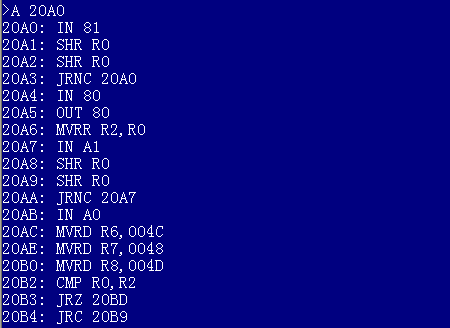 >A 20A0
20A0: IN 81
20A1: SHR R0
20A2: SHR R0
20A3: JRNC 20A0
20A4: IN 80
20A5: OUT 80
20A6: MVRR R2,R0
20A7: IN A1
20A8: SHR R0
20A9: SHR R0
20AA: JRNC 20A7
20AB: IN A0
20AC: MVRD R6,004C
20AE: MVRD R7,0048
20B0: MVRD R8,004D
20B2: CMP R0,R2
20B3: JRZ 20BD
20B4: JRC 20B9